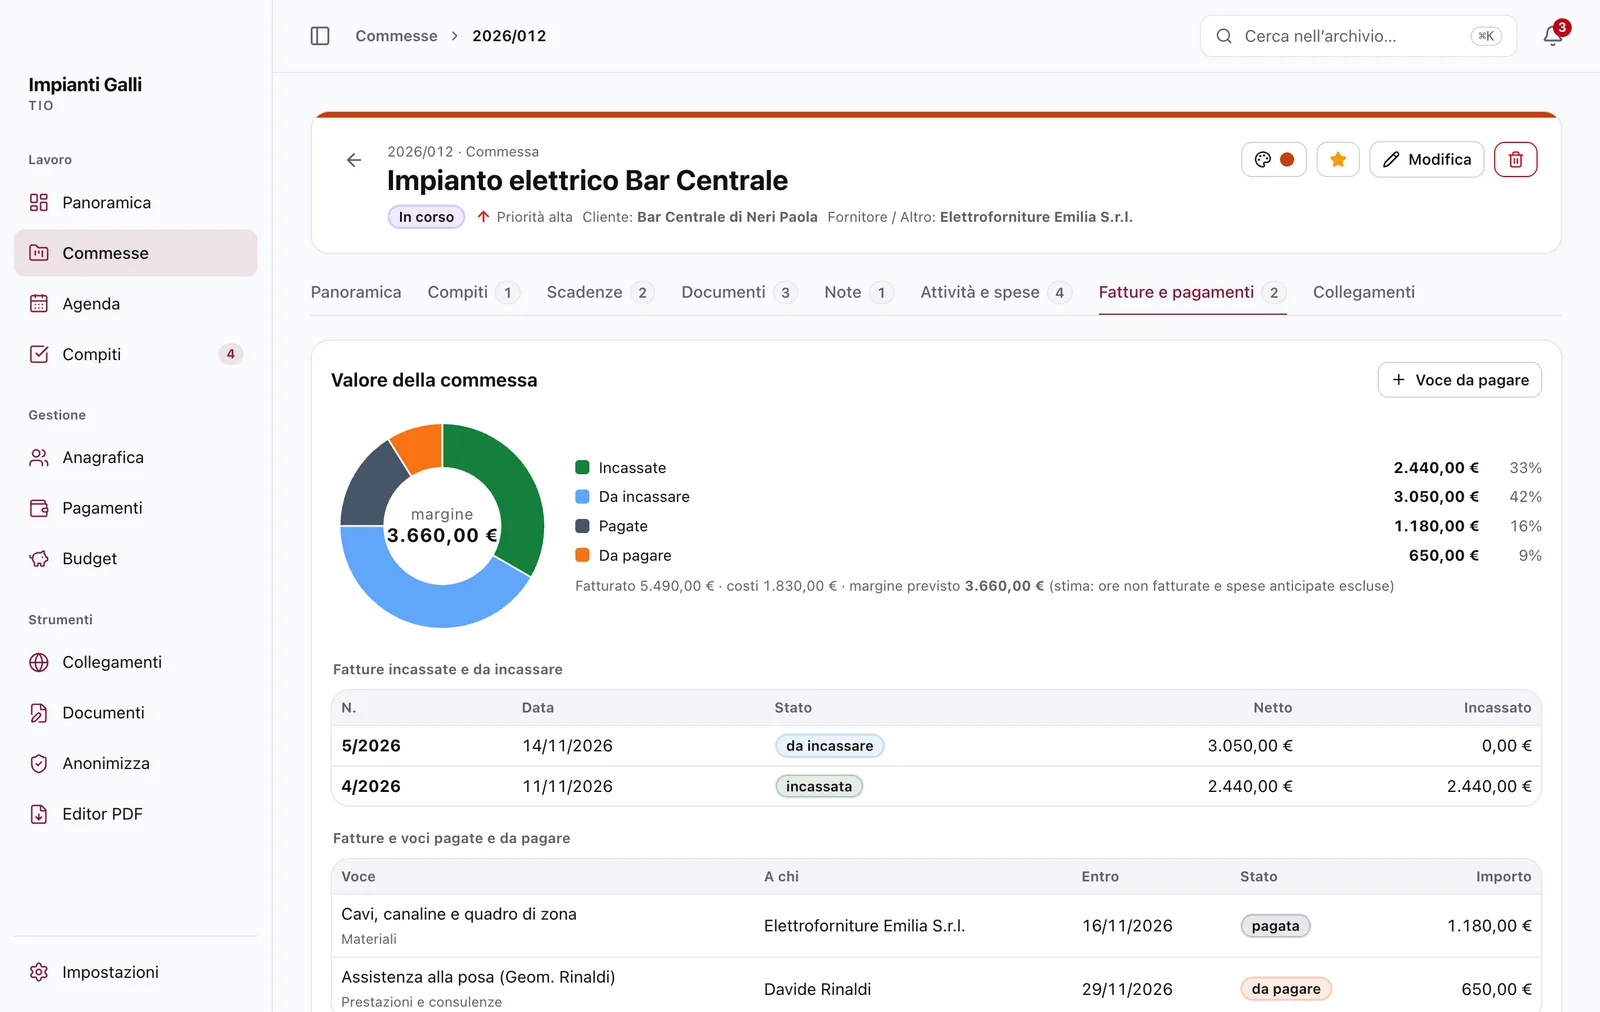 Impianti Galli
TIO
Lavoro
Panoramica
Commesse
Agenda
Compiti 4
Gestione
Anagrafica
Pagamenti
Budget
Strumenti
Collegamenti
Documenti
Anonimizza
Editor PDF
Impostazioni
Commesse > 2026/012
Cerca nell'archivio... ⌘K
3
2026/012 · Commessa
Impianto elettrico Bar Centrale
In corso ↑ Priorità alta Cliente: Bar Centrale di Neri Paola Fornitore / Altro: Elettroforniture Emilia S.r.l.
Modifica
Panoramica Compiti 1 Scadenze 2 Documenti 3 Note 1 Attività e spese 4 Fatture e pagamenti 2 Collegamenti
Valore della commessa
+ Voce da pagare
margine
3.660,00 €
Incassate 2.440,00 € 33%
Da incassare 3.050,00 € 42%
Pagate 1.180,00 € 16%
Da pagare 650,00 € 9%
Fatturato 5.490,00 € · costi 1.830,00 € · margine previsto 3.660,00 € (stima: ore non fatturate e spese anticipate escluse)
Fatture incassate e da incassare
N. Data Stato Netto Incassato
5/2026 14/11/2026 da incassare 3.050,00 € 0,00 €
4/2026 11/11/2026 incassata 2.440,00 € 2.440,00 €
Fatture e voci pagate e da pagare
Voce A chi Entro Stato Importo
Cavi, canaline e quadro di zona
Materiali
Elettroforniture Emilia S.r.l. 16/11/2026 pagata 1.180,00 €
Assistenza alla posa (Geom. Rinaldi)
Prestazioni e consulenze
Davide Rinaldi 29/11/2026 da pagare 650,00 €